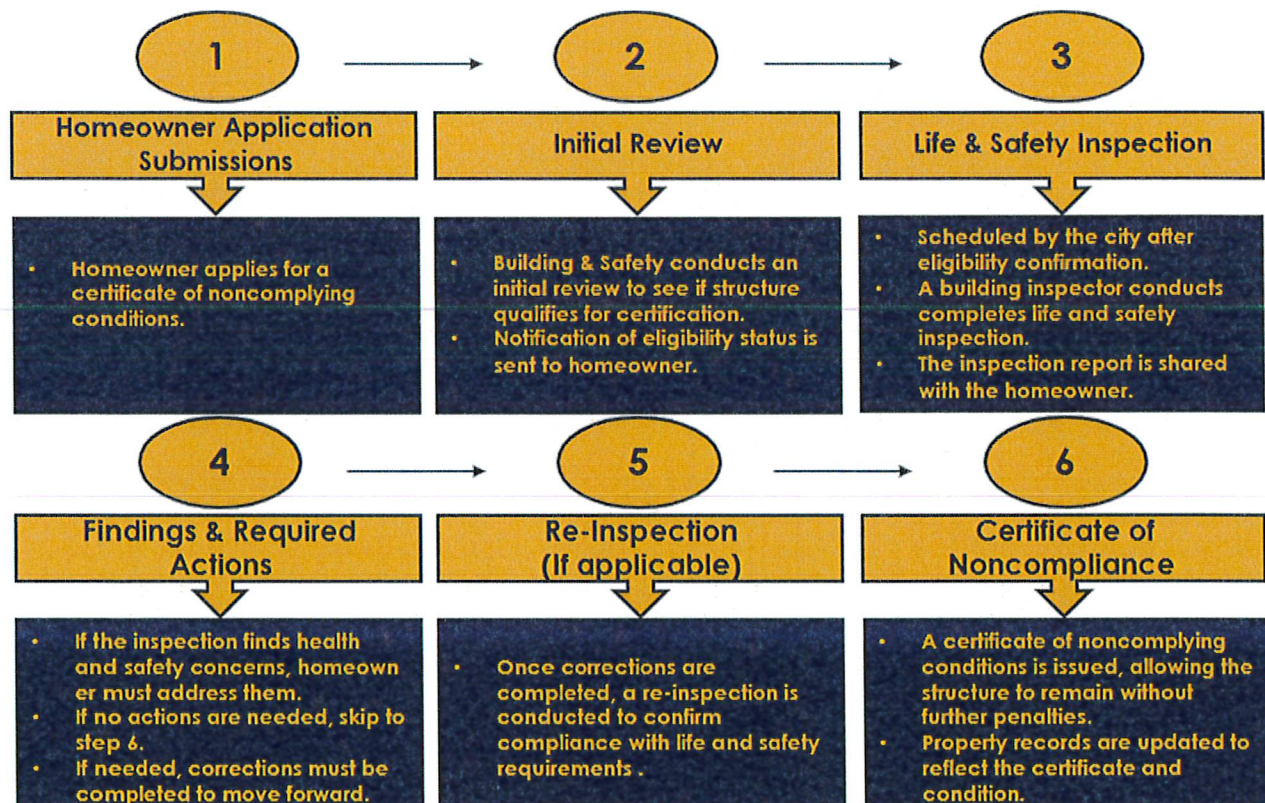 1
Homeowner Application
Submissions
• Homeowner applies for a
certificate of noncomplying
conditions.
2
Initial Review
• Building & Safety conducts an
initial review to see if structure
qualifies for certification.
• Notification of eligibility status is
sent to homeowner.
3
Life & Safety Inspection
• Scheduled by the city after
eligibility confirmation.
• A building inspector conducts
completes life and safety
inspection.
• The inspection report is shared
with the homeowner.
4
Findings & Required
Actions
• If the inspection finds health
and safety concerns, homeown
er must address them.
• If no actions are needed, skip to
step 6.
• If needed, corrections must be
completed to move forward.
5
Re-Inspection
(If applicable)
• Once corrections are
completed, a re-inspection is
conducted to confirm
compliance with life and safety
requirements .
6
Certificate of
Noncompliance
• A certificate of noncomplying
conditions is issued, allowing the
structure to remain without
further penalties.
• Property records are updated to
reflect the certificate and
condition.